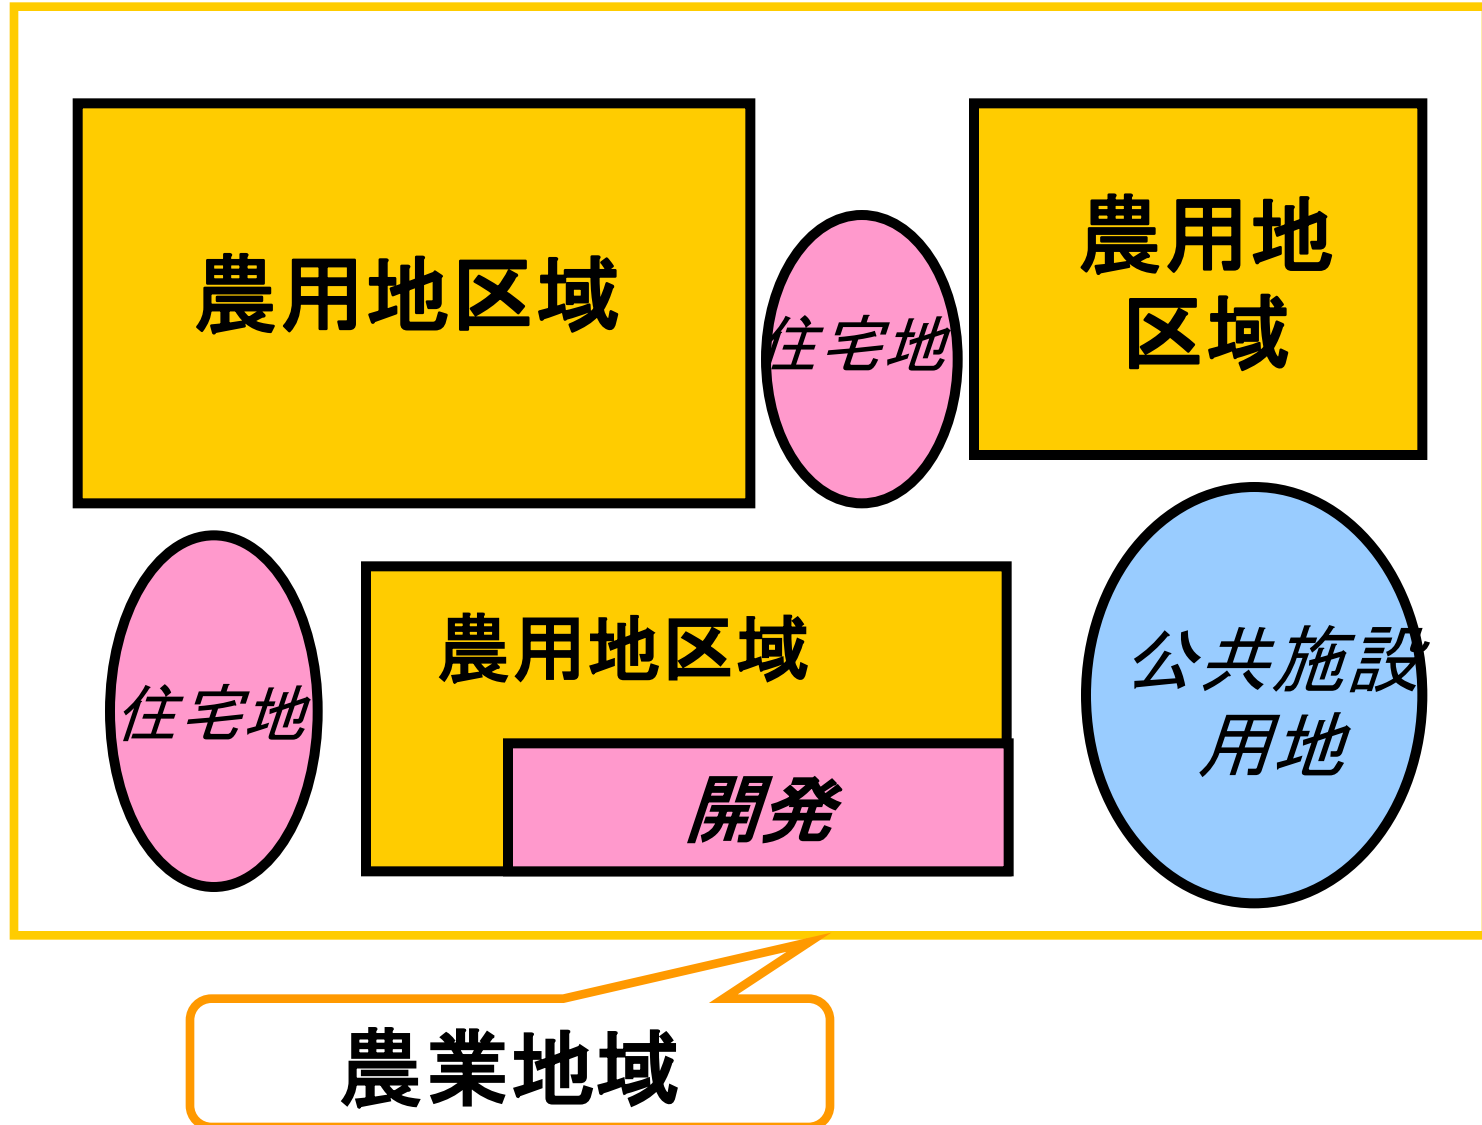 農用地区域
農用地
区域
住宅地
住宅地
農用地区域
開発
公共施設
用地
農業地域